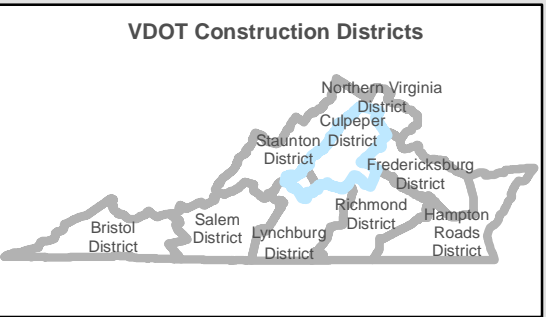 VDOT Construction Districts
Northern Virginia
District
Culpeper
District
Staunton
District
Fredericksburg
District
Richmond
District
Hampton
Roads
District
Salem
District
Lynchburg
District
Bristol
District